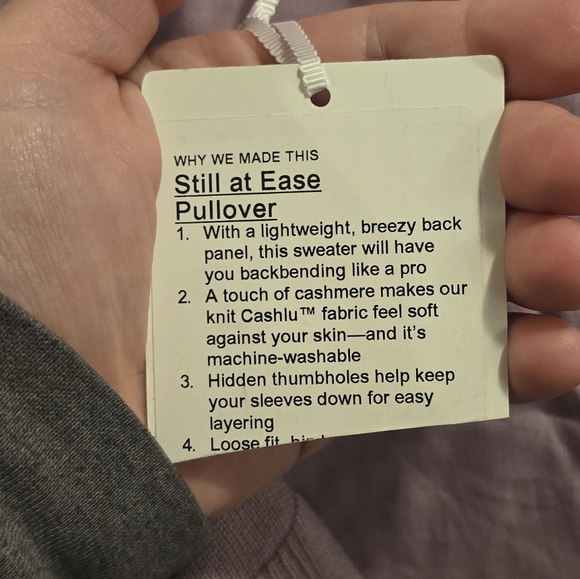 WHY WE MADE THIS
Still at Ease
Pullover
1. With a lightweight, breezy back
panel, this sweater will have
you backbending like a pro
2. A touch of cashmere makes our
knit Cashlu™ fabric feel soft
against your skin—and it's
machine-washable
3. Hidden thumbholes help keep
your sleeves down for easy
layering
4. Loose fit,